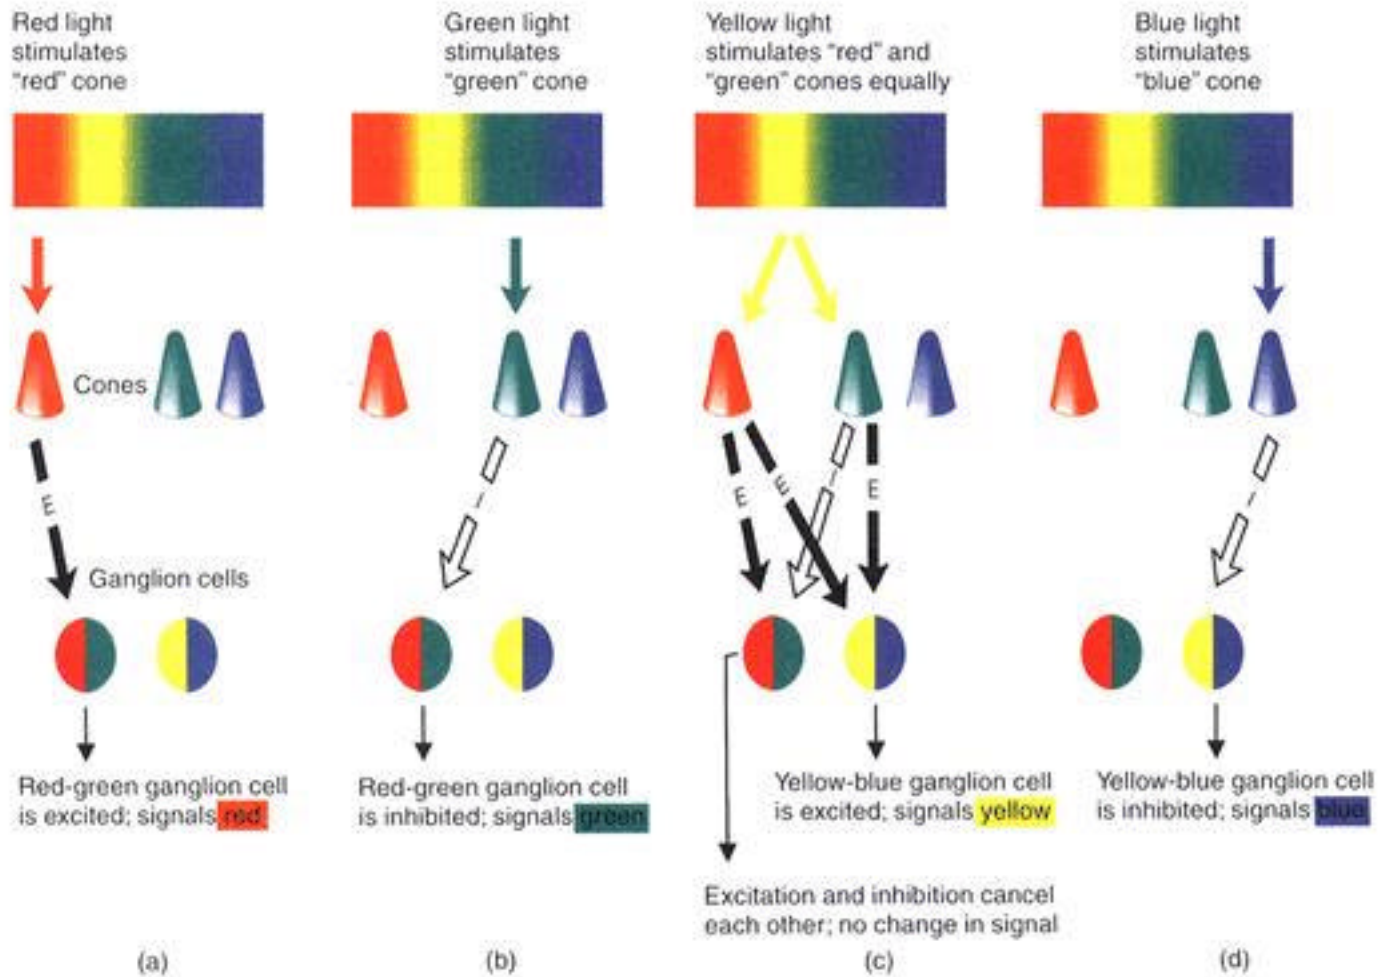 Red light
stimulates
“red” cone
Green light
stimulates
“green” cone
Yellow light
stimulates “red” and
“green” cones equally
Blue light
stimulates
“blue” cone
Cones
E
I
E
E
I
E
I
Ganglion cells
Red-green ganglion cell
is excited; signals red
Red-green ganglion cell
is inhibited; signals green
Yellow-blue ganglion cell
is excited; signals yellow
Yellow-blue ganglion cell
is inhibited; signals blue
Excitation and inhibition cancel
each other; no change in signal
(a)
(b)
(c)
(d)